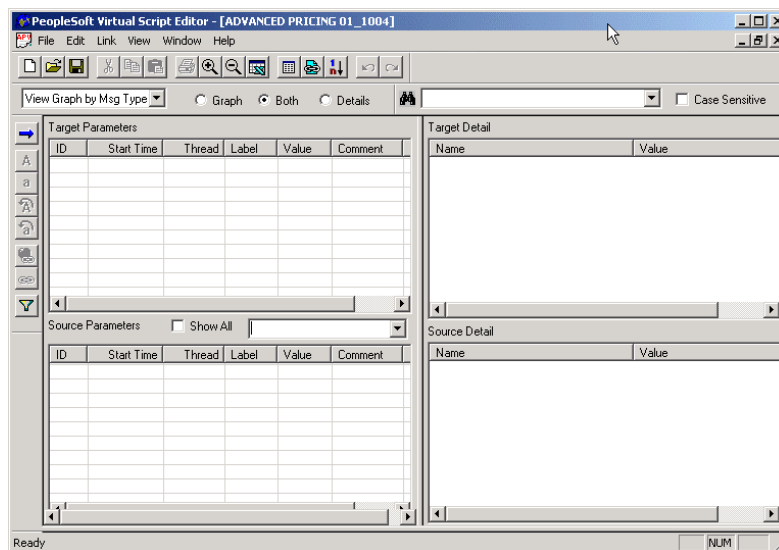 PeopleSoft Virtual Script Editor - [ADVANCED PRICING 01_1004]
File Edit Link View Window Help
View Graph by Msg Type Graph Both Details Case Sensitive
Target Parameters
ID Start Time Thread Label Value Comment
Target Detail
Name Value
Source Parameters Show All
ID Start Time Thread Label Value Comment
Source Detail
Name Value
Ready NUM